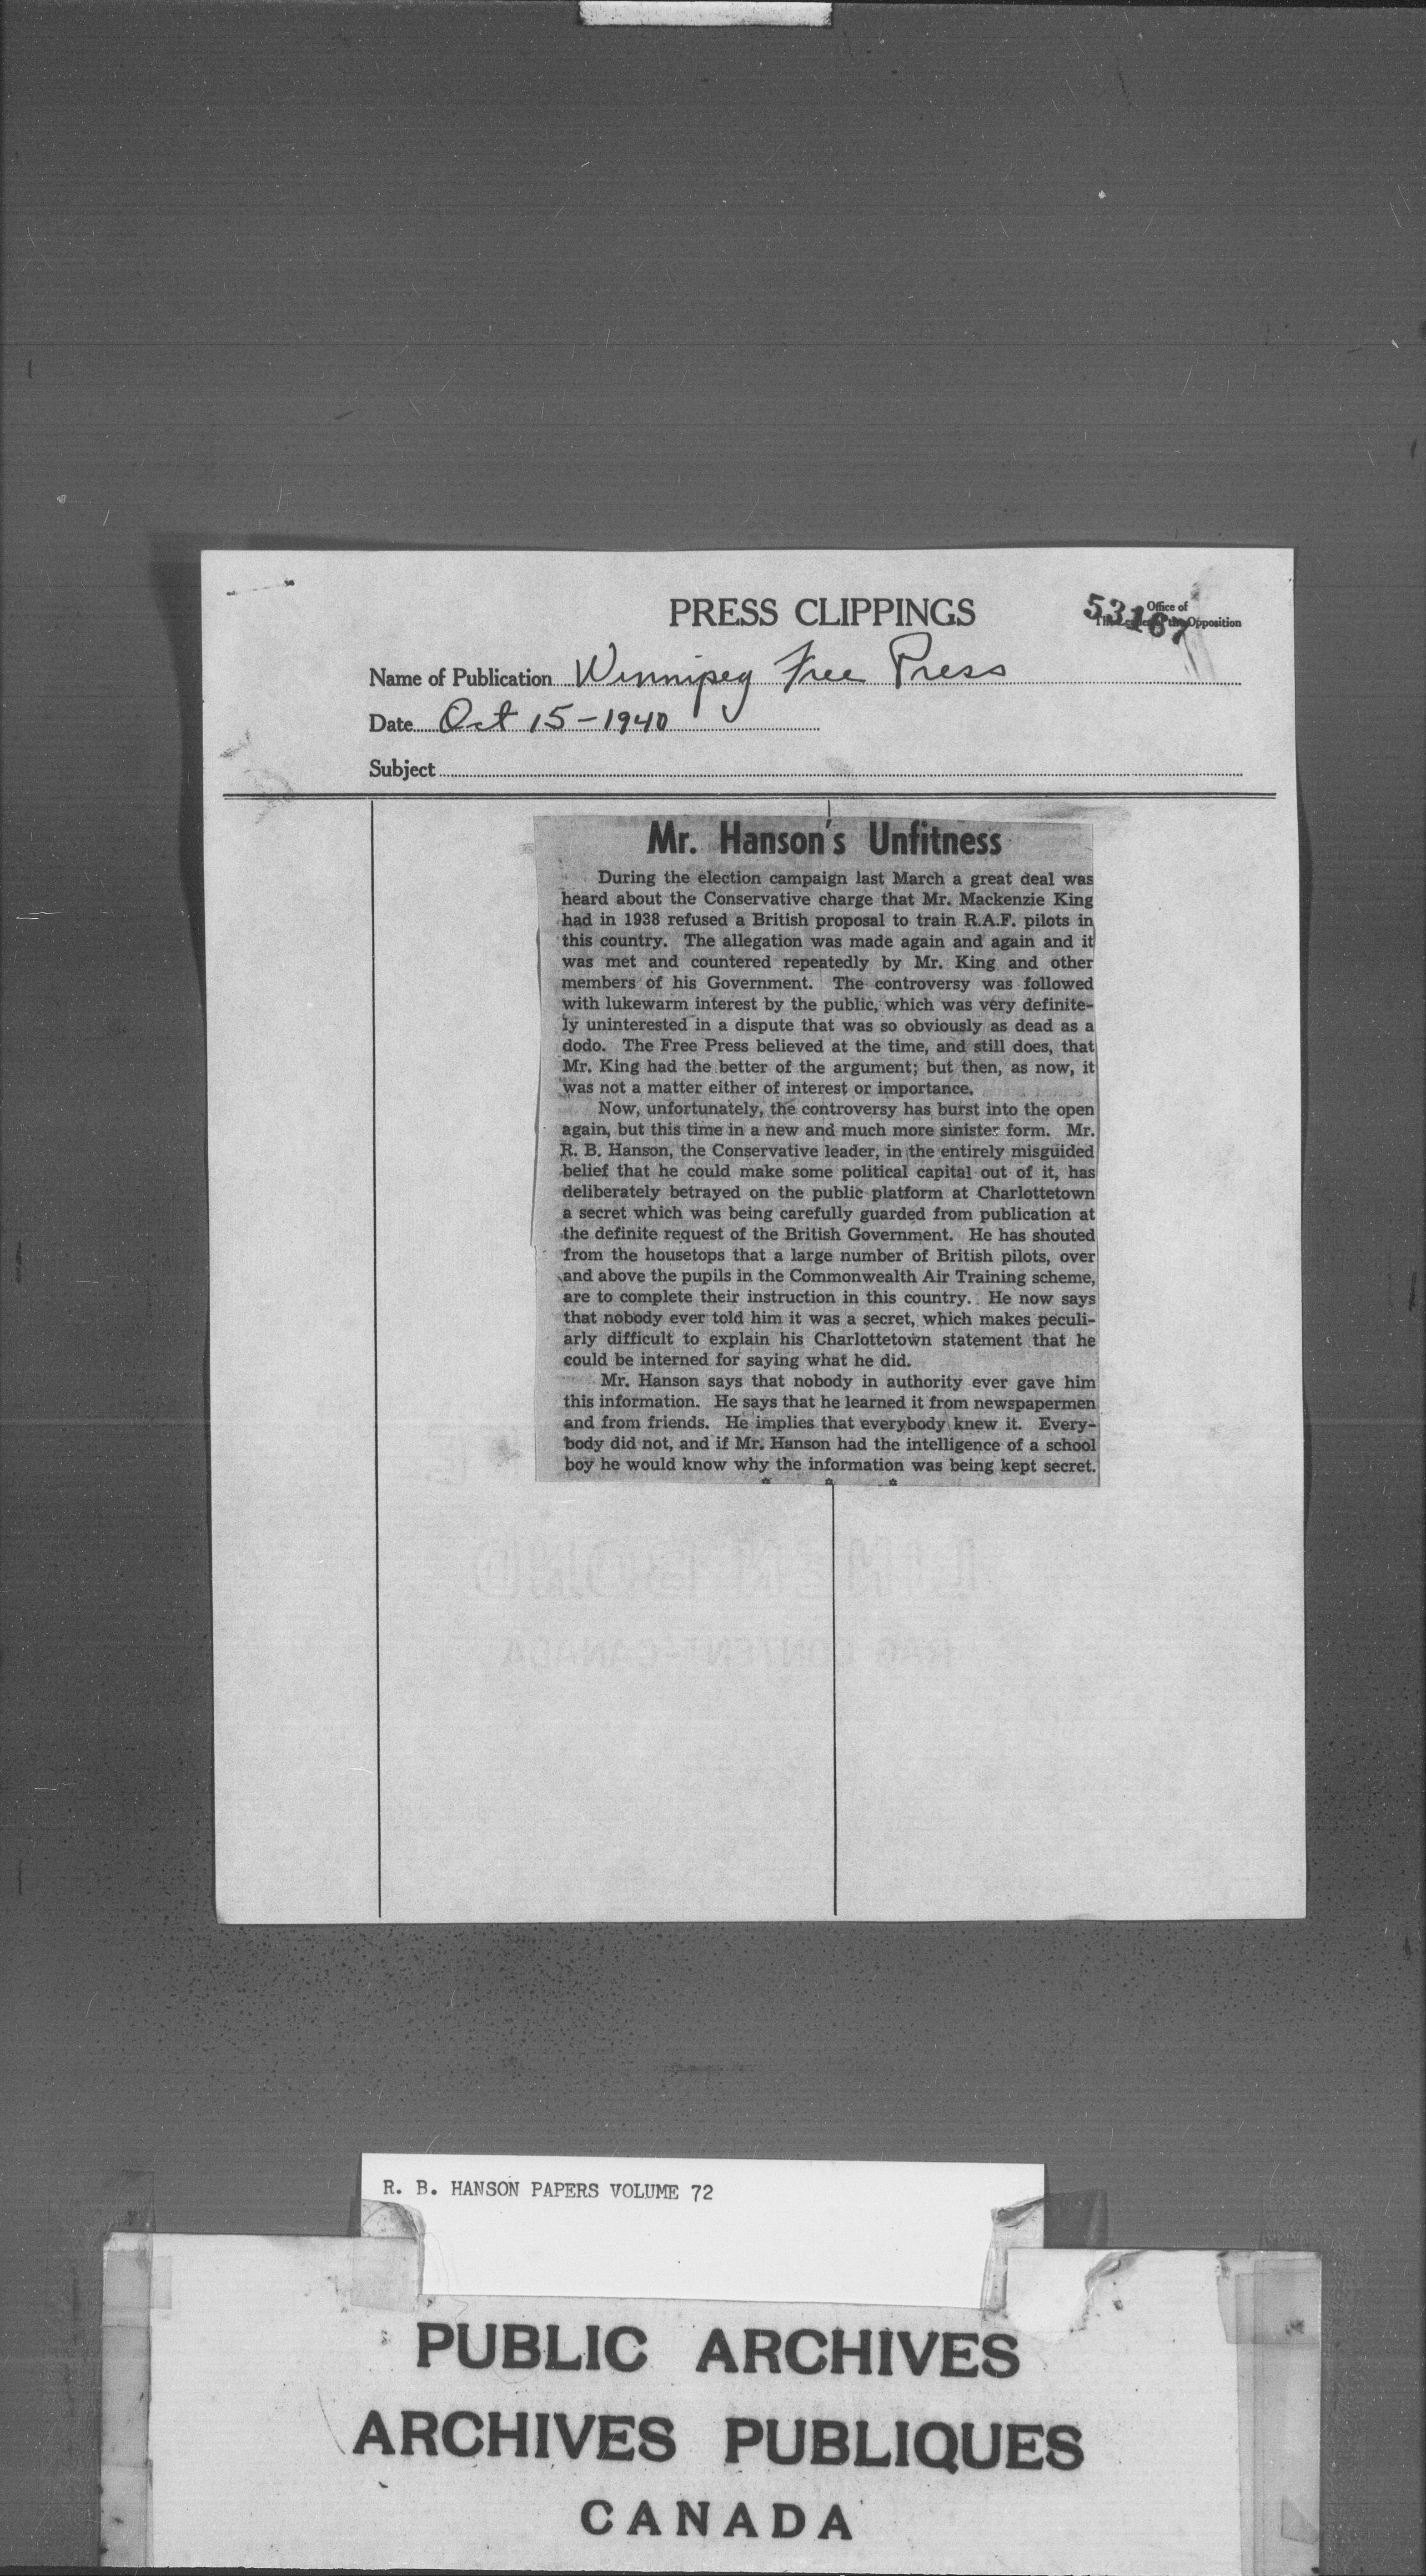 PRESS CLIPPINGS
53167
Office of
The Leader of the Opposition
Name of Publication Winnipeg Free Press
Date Oct 15-1940
Subject
Mr. Hanson's Unfitness
During the election campaign last March a great deal was
heard about the Conservative charge that Mr. Mackenzie King
had in 1938 refused a British proposal to train R.A.F. pilots in
this country. The allegation was made again and again and it
was met and countered repeatedly by Mr. King and other
members of his Government. The controversy was followed
with lukewarm interest by the public, which was very definite-
ly uninterested in a dispute that was so obviously as dead as a
dodo. The Free Press believed at the time, and still does, that
Mr. King had the better of the argument; but then, as now, it
was not a matter either of interest or importance.
Now, unfortunately, the controversy has burst into the open
again, but this time in a new and much more sinister form. Mr.
R. B. Hanson, the Conservative leader, in the entirely misguided
belief that he could make some political capital out of it, has
deliberately betrayed on the public platform at Charlottetown
a secret which was being carefully guarded from publication at
the definite request of the British Government. He has shouted
from the housetops that a large number of British pilots, over
and above the pupils in the Commonwealth Air Training scheme,
are to complete their instruction in this country. He now says
that nobody ever told him it was a secret, which makes peculi-
arly difficult to explain his Charlottetown statement that he
could be interned for saying what he did.
Mr. Hanson says that nobody in authority ever gave him
this information. He says that he learned it from newspapermen
and from friends. He implies that everybody knew it. Every-
body did not, and if Mr. Hanson had the intelligence of a school
boy he would know why the information was being kept secret.
* * *
RAG CONTENT-CANADA
R. B. HANSON PAPERS VOLUME 72
PUBLIC ARCHIVES
ARCHIVES PUBLIQUES
CANADA